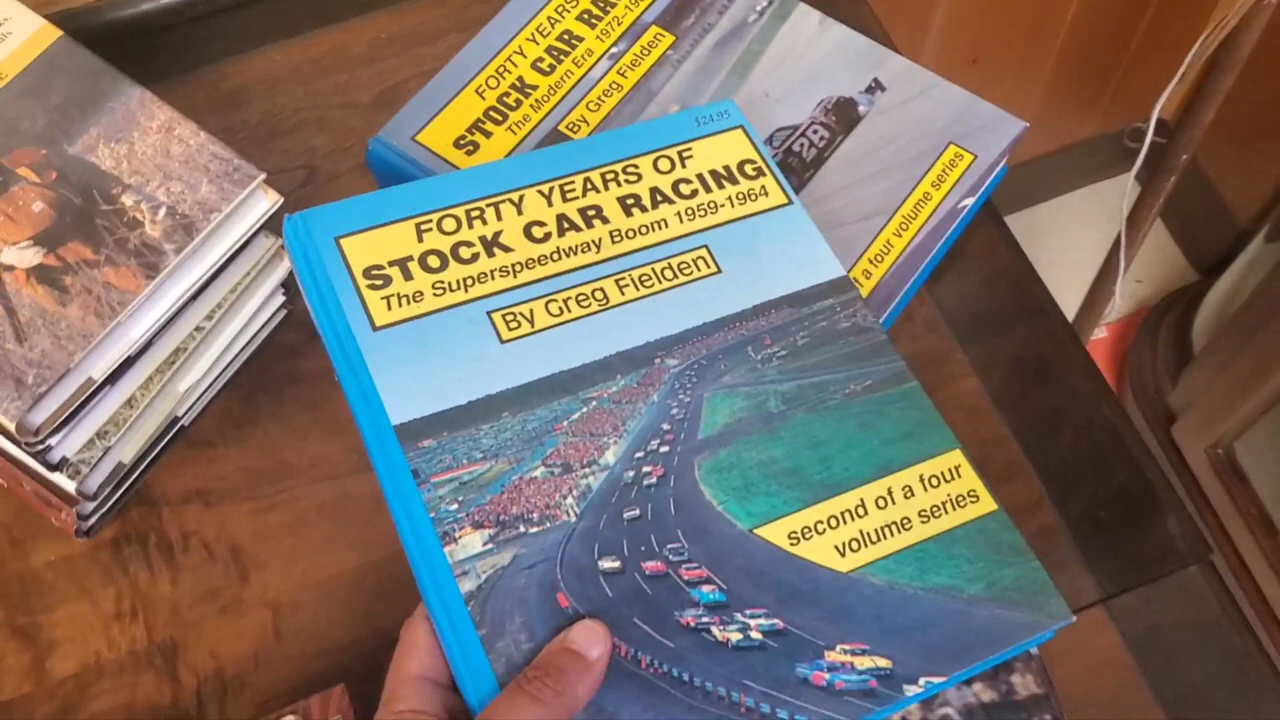 FORTY YEARS
STOCK CAR RA
The Modern Era 1972-19
By Greg Fielden
28
f a four volume series
$24.95
FORTY YEARS OF
STOCK CAR RACING
The Superspeedway Boom 1959-1964
By Greg Fielden
second of a four
volume series